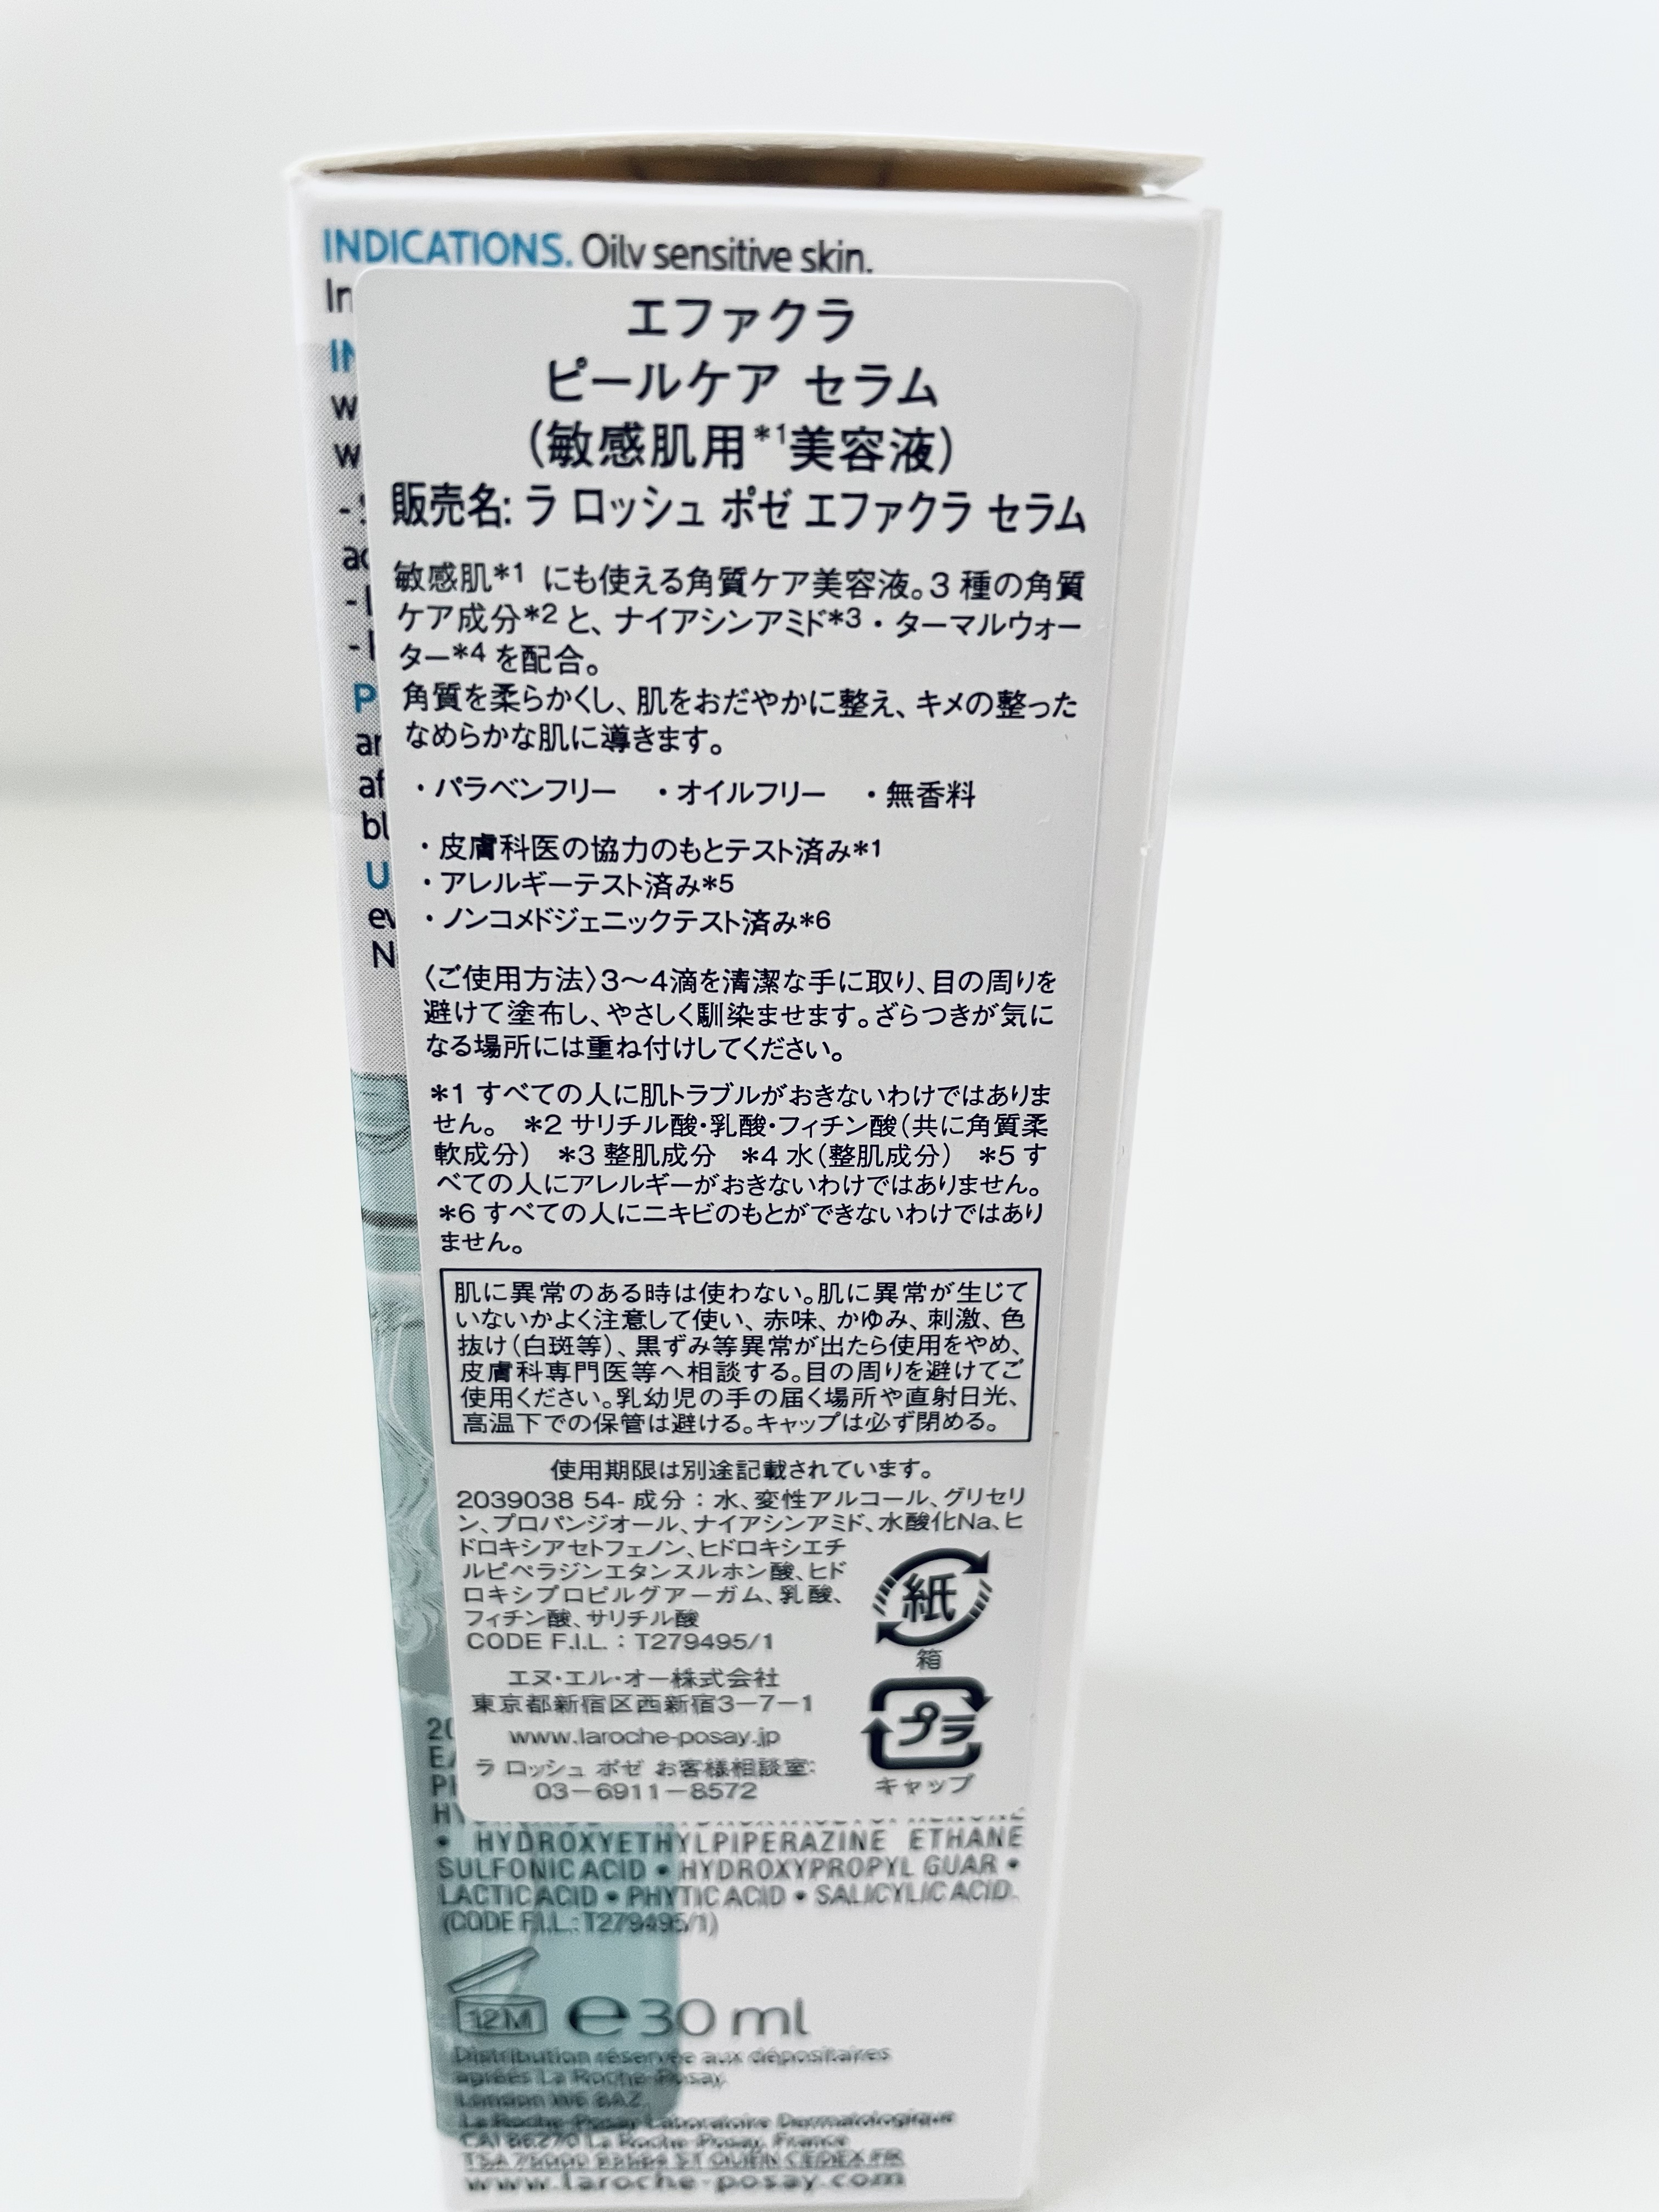 INDICATIONS. Oily sensitive skin.
エファクラ
ピールケア セラム
(敏感肌用*1美容液)
販売名: ラ ロッシュ ポゼ エファクラ セラム
敏感肌*1 にも使える角質ケア美容液。3 種の角質
ケア成分*2 と、ナイアシンアミド*3・ターマルウォー
ター*4 を配合。
角質を柔らかくし、肌をおだやかに整え、キメの整った
なめらかな肌に導きます。
・パラベンフリー ・オイルフリー ・無香料
・皮膚科医の協力のもとテスト済み*1
・アレルギーテスト済み*5
・ノンコメドジェニックテスト済み*6
〈ご使用方法〉3〜4滴を清潔な手に取り、目の周りを
避けて塗布し、やさしく馴染ませます。ざらつきが気に
なる場所には重ね付けしてください。
*1 すべての人に肌トラブルがおきないわけではありま
せん。 *2 サリチル酸・乳酸・フィチン酸(共に角質柔
軟成分) *3 整肌成分 *4 水(整肌成分) *5 す
べての人にアレルギーがおきないわけではありません。
*6 すべての人にニキビのもとができないわけではあり
ません。
肌に異常のある時は使わない。肌に異常が生じて
いないかよく注意して使い、赤味、かゆみ、刺激、色
抜け(白斑等)、黒ずみ等異常が出たら使用をやめ、
皮膚科専門医等へ相談する。目の周りを避けてご
使用ください。乳幼児の手の届く場所や直射日光、
高温下での保管は避ける。キャップは必ず閉める。
使用期限は別途記載されています。
2039038 54- 成分:水、変性アルコール、グリセリ
ン、プロパンジオール、ナイアシンアミド、水酸化Na、ヒ
ドロキシアセトフェノン、ヒドロキシエチ
ルピペラジンエタンスルホン酸、ヒド
ロキシプロピルグアーガム、乳酸、
フィチン酸、サリチル酸
CODE F.I.L. : T279495/1
紙
箱
エヌ・エル・オー株式会社
東京都新宿区西新宿3−7−1
www.laroche-posay.jp
ラ ロッシュ ポゼ お客様相談室:
03−6911−8572
プラ
キャップ
• HYDROXYETHYLPIPERAZINE ETHANE
SULFONIC ACID • HYDROXYPROPYL GUAR •
LACTIC ACID • PHYTIC ACID • SALICYLIC ACID.
(CODE F.I.L.: T279495/1)
12M e 30 ml
Distribution réservée aux dépositaires
agréés La Roche-Posay.
London W6 8AZ
La Roche-Posay Laboratoire Dermatologique
86270 La Roche-Posay, France
www.laroche-posay.com